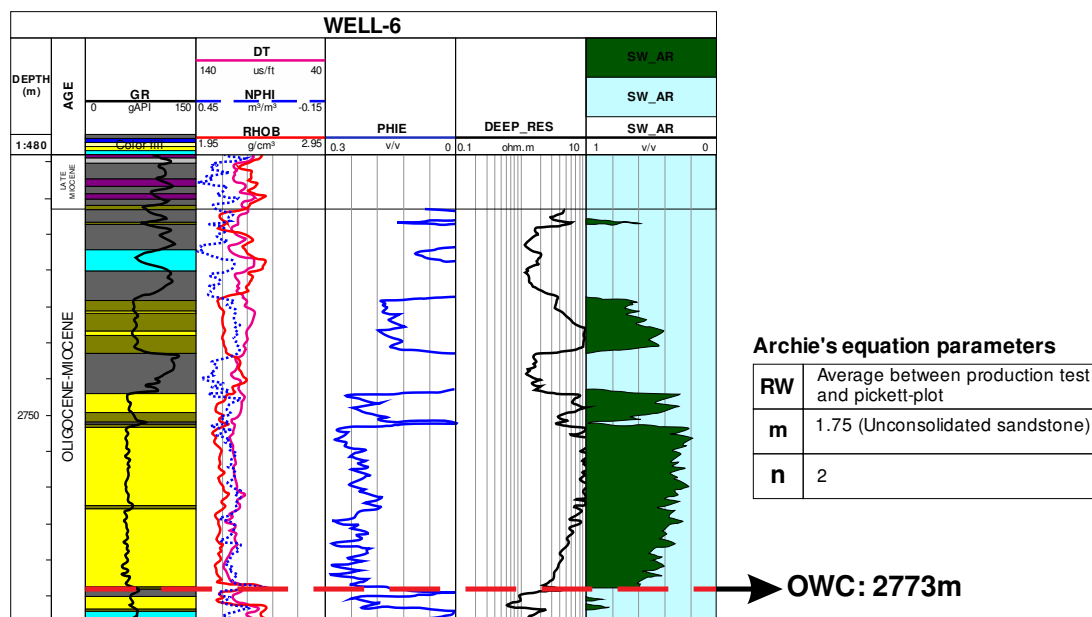 WELL-6
DEPTH
(m)
AGE
GR
0 gAPI 150
Color fill
DT
140 us/ft 40
NPHI
0.45 m³/m³ -0.15
RHOB
1.95 g/cm³ 2.95
PHIE
0.3 v/v 0
DEEP_RES
0.1 ohm.m 10
SW_AR
SW_AR
SW_AR
1 v/v 0
1:480
LATE
MIOCENE
OLIGOCENE-MIOCENE
2750
OWC: 2773m
Archie's equation parameters
RW Average between production test
and pickett-plot
m 1.75 (Unconsolidated sandstone)
n 2